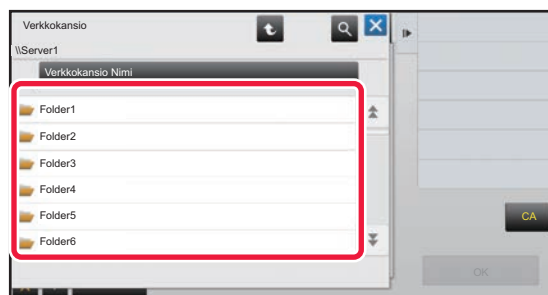 Verkkokansio
\\Server1
Verkkokansio Nimi
Folder1
Folder2
Folder3
Folder4
Folder5
Folder6
CA
OK